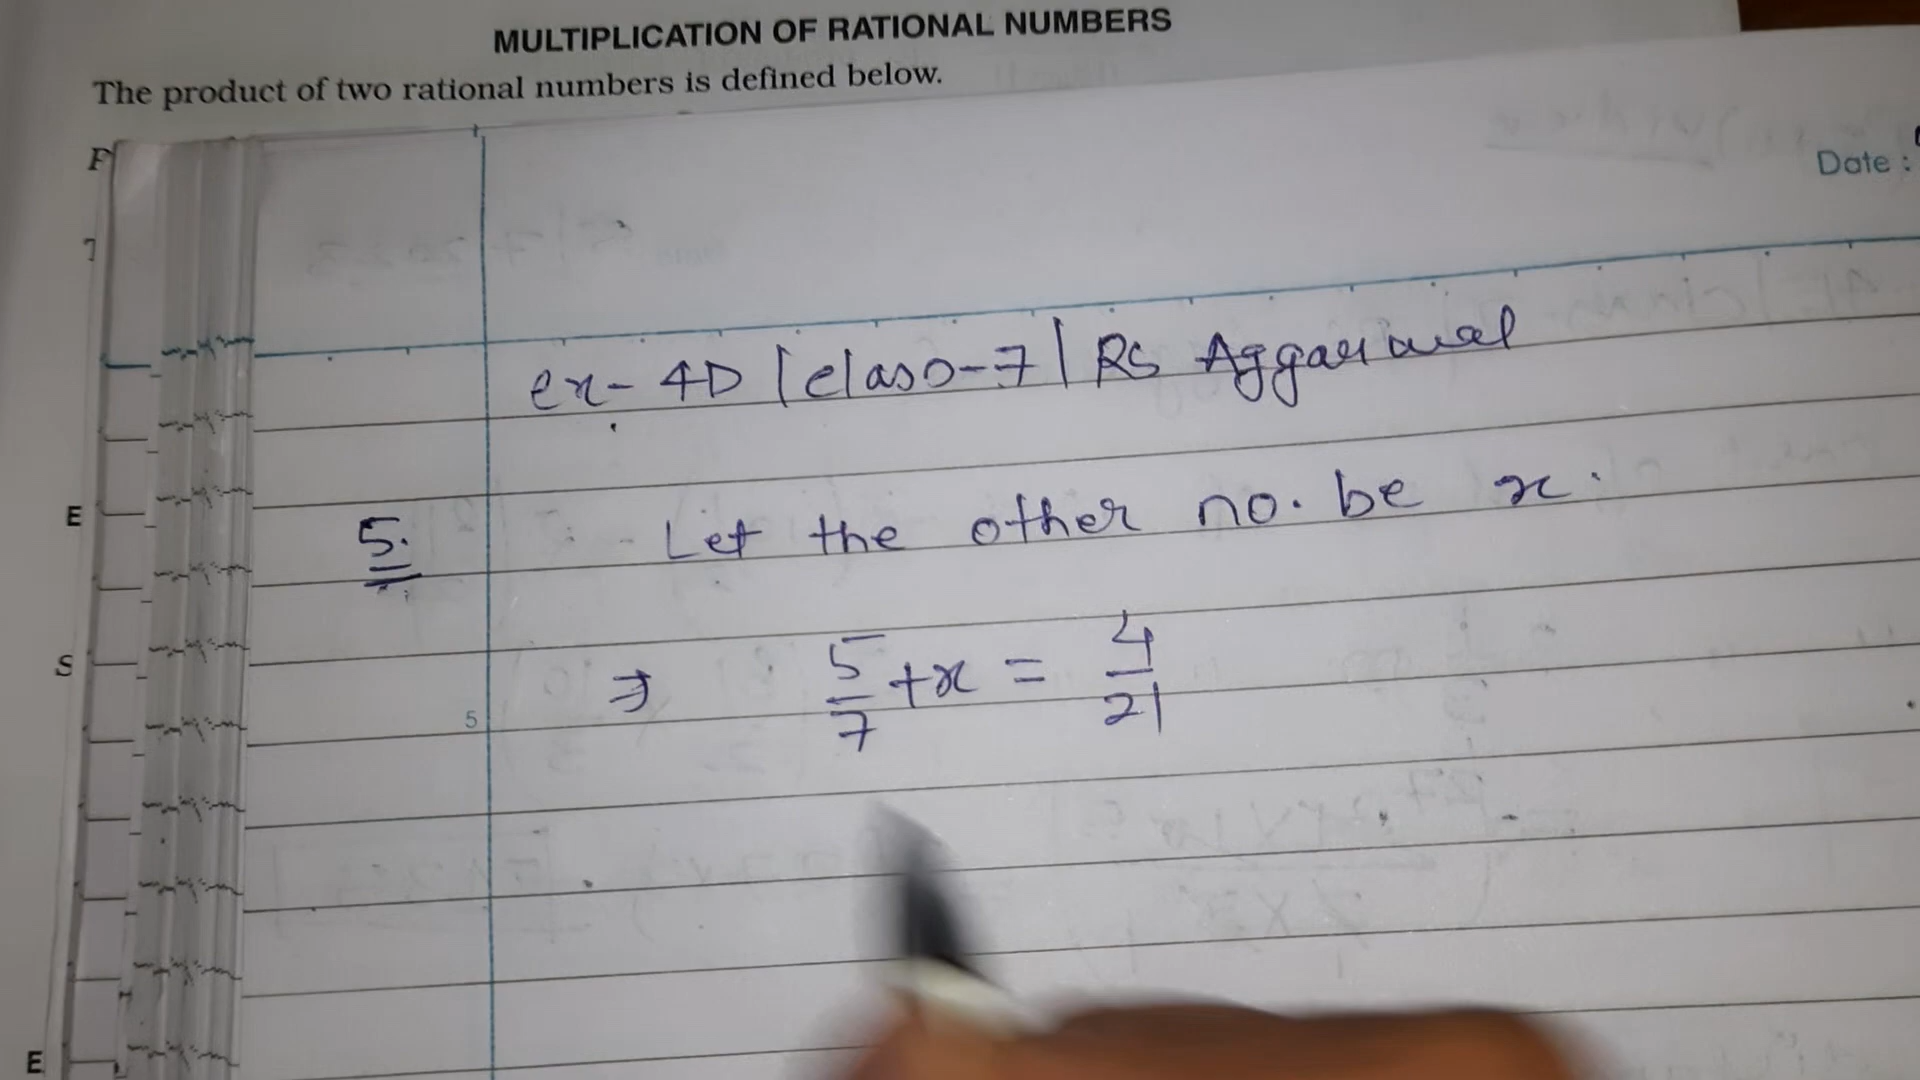 MULTIPLICATION OF RATIONAL NUMBERS
The product of two rational numbers is defined below.
Date :
ex- 4D | class-7 | RS Aggarwal
5. Let the other no. be x.
⇒ 5/7 + x = 4/21
5
E
S
E